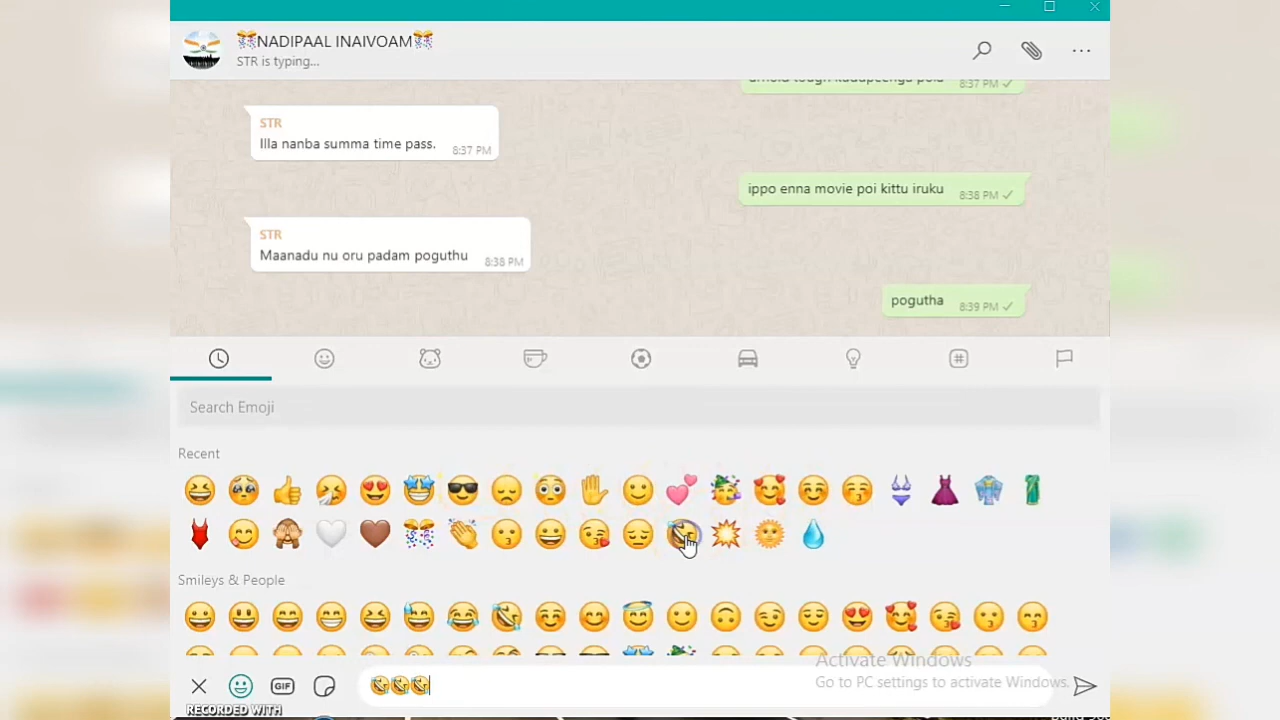 NADIPAAL INAIVOAM
STR is typing...
8:37 PM
STR
Illa nanba summa time pass.
8:37 PM
ippo enna movie poi kittu iruku
8:38 PM
STR
Maanadu nu oru padam poguthu
8:38 PM
pogutha
8:39 PM
Search Emoji
Recent
Smileys & People
Activate Windows
Go to PC settings to activate Windows.
GIF
RECORDED WITH